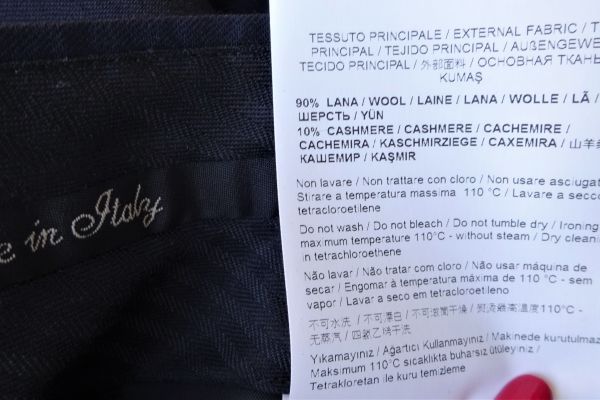 TESSUTO PRINCIPALE / EXTERNAL FABRIC /
PRINCIPAL / TEJIDO PRINCIPAL /
TECIDO PRINCIPAL / 外部面料 / ОСНОВНАЯ ТКАНЬ
KUMAŞ
90% LANA / WOOL / LAINE / LANA / WOLLE / LÃ /
ШЕРСТЬ / YÜN
10% CASHMERE / CASHMERE / CACHEMIRE /
CACHEMIRA / KASCHMIRZIEGE / CAXEMIRA / 山羊
КАШЕМИР / KAŞMIR
Non lavare / Non trattare con cloro / Non usare
Stirare a temperatura massima 110 °C / Lavare a
tetracloroetilene
Do not wash / Do not bleach / Do not tumble dry / Ironing
maximum temperature 110°C - without steam / Dry
in tetrachloroethene
Não lavar / Não tratar com cloro / Não usar máquina de
secar / Engomar à temperatura máxima de 110 °C - sem
vapor / Lavar a seco em tetracloroetileno
不可水洗 / 不可漂白 / 不可滚筒干燥 / 熨烫最高温度110°C -
无蒸汽 / 四氯乙烯干洗
Yıkamayınız / Ağartıcı Kullanmayınız / Makinede
Maksimum 110°C sıcaklıkta buharsız ütüleyiniz /
Tetrakloretan ile kuru temizleme
in Italy